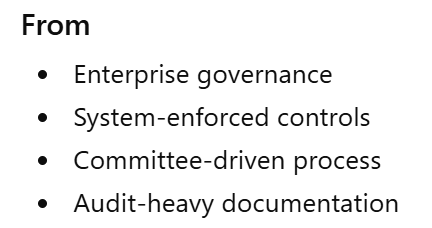 From
• Enterprise governance
• System-enforced controls
• Committee-driven process
• Audit-heavy documentation